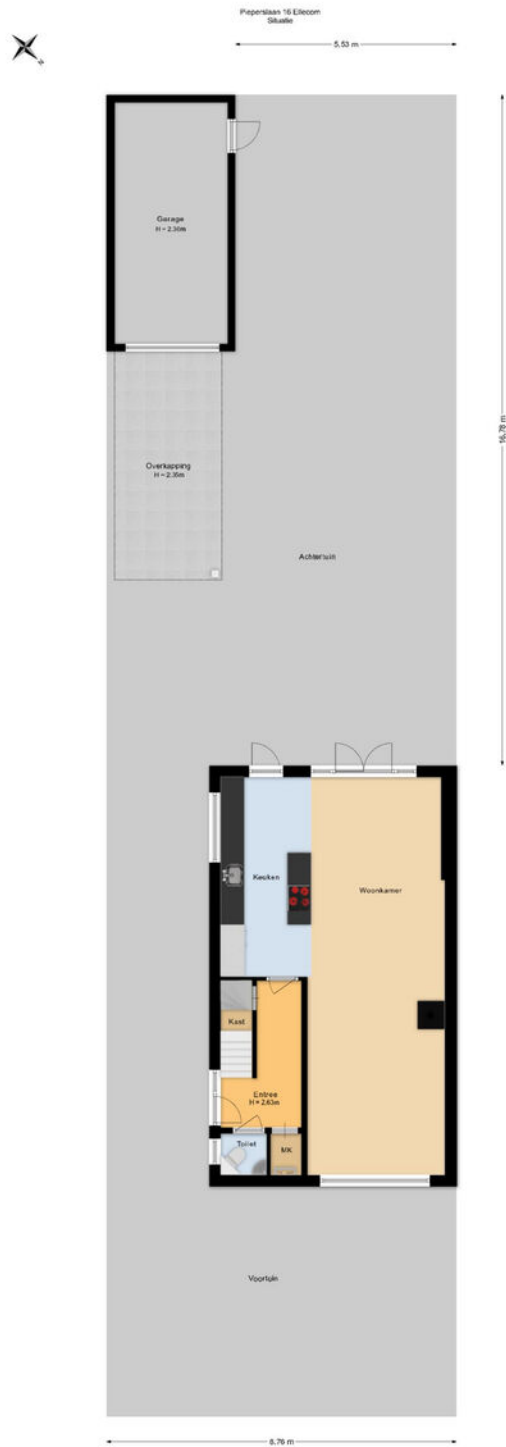 Pieperslaan 16 Ellecom
Situatie
5,53 m
N
Garage
H = 2.36m
16,78 m
Overkapping
H = 2.35m
Achtertuin
Keuken
Woonkamer
Kast
Entree
H = 2.63m
Toilet
MK
Voortuin
8,76 m